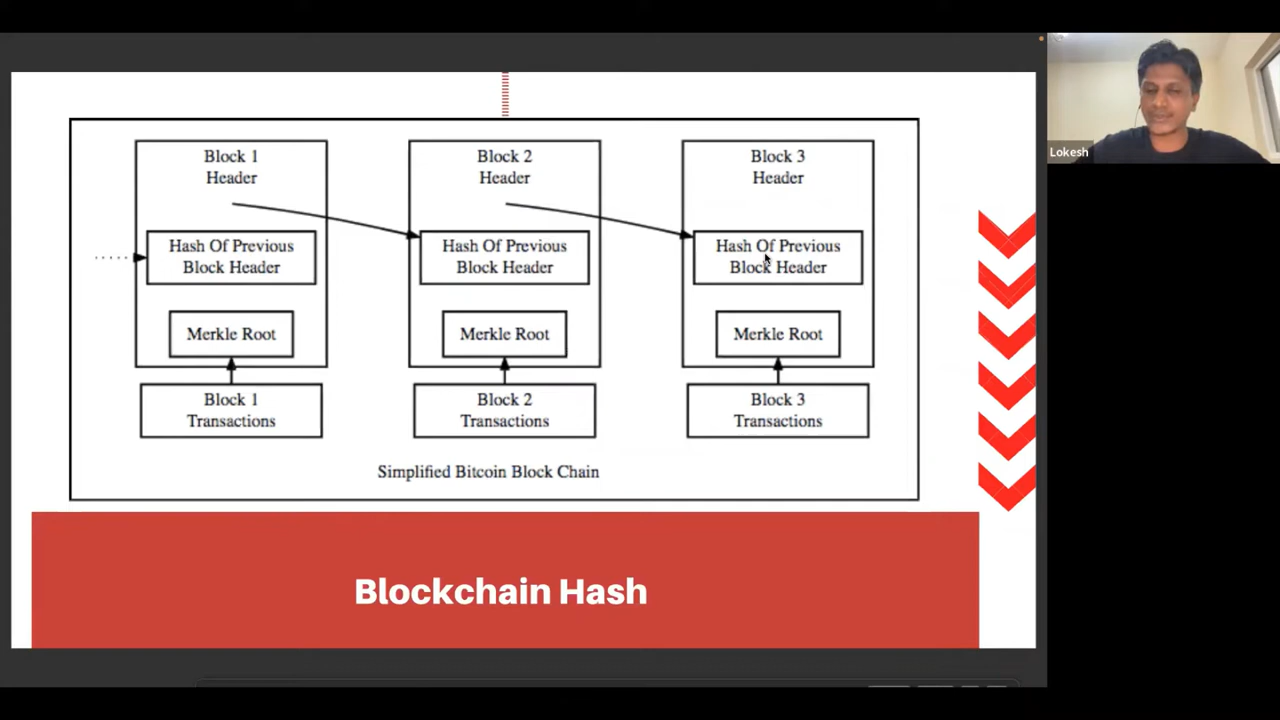 Block 1
Header
Block 2
Header
Block 3
Header
Hash Of Previous
Block Header
Hash Of Previous
Block Header
Hash Of Previous
Block Header
Merkle Root
Merkle Root
Merkle Root
Block 1
Transactions
Block 2
Transactions
Block 3
Transactions
Simplified Bitcoin Block Chain
Blockchain Hash
Lokesh